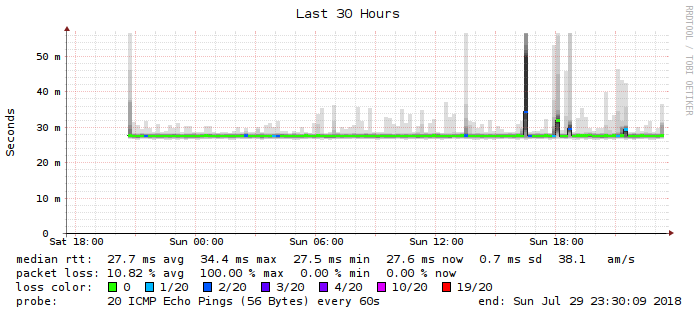 Last 30 Hours
RRDTOOL / TOBI OETIKER
Seconds
50 m
40 m
30 m
20 m
10 m
0
Sat 18:00 Sun 00:00 Sun 06:00 Sun 12:00 Sun 18:00
median rtt: 27.7 ms avg 34.4 ms max 27.5 ms min 27.6 ms now 0.7 ms sd 38.1 am/s
packet loss: 10.82 % avg 100.00 % max 0.00 % min 0.00 % now
loss color: 0 1/20 2/20 3/20 4/20 10/20 19/20
probe: 20 ICMP Echo Pings (56 Bytes) every 60s end: Sun Jul 29 23:30:09 2018